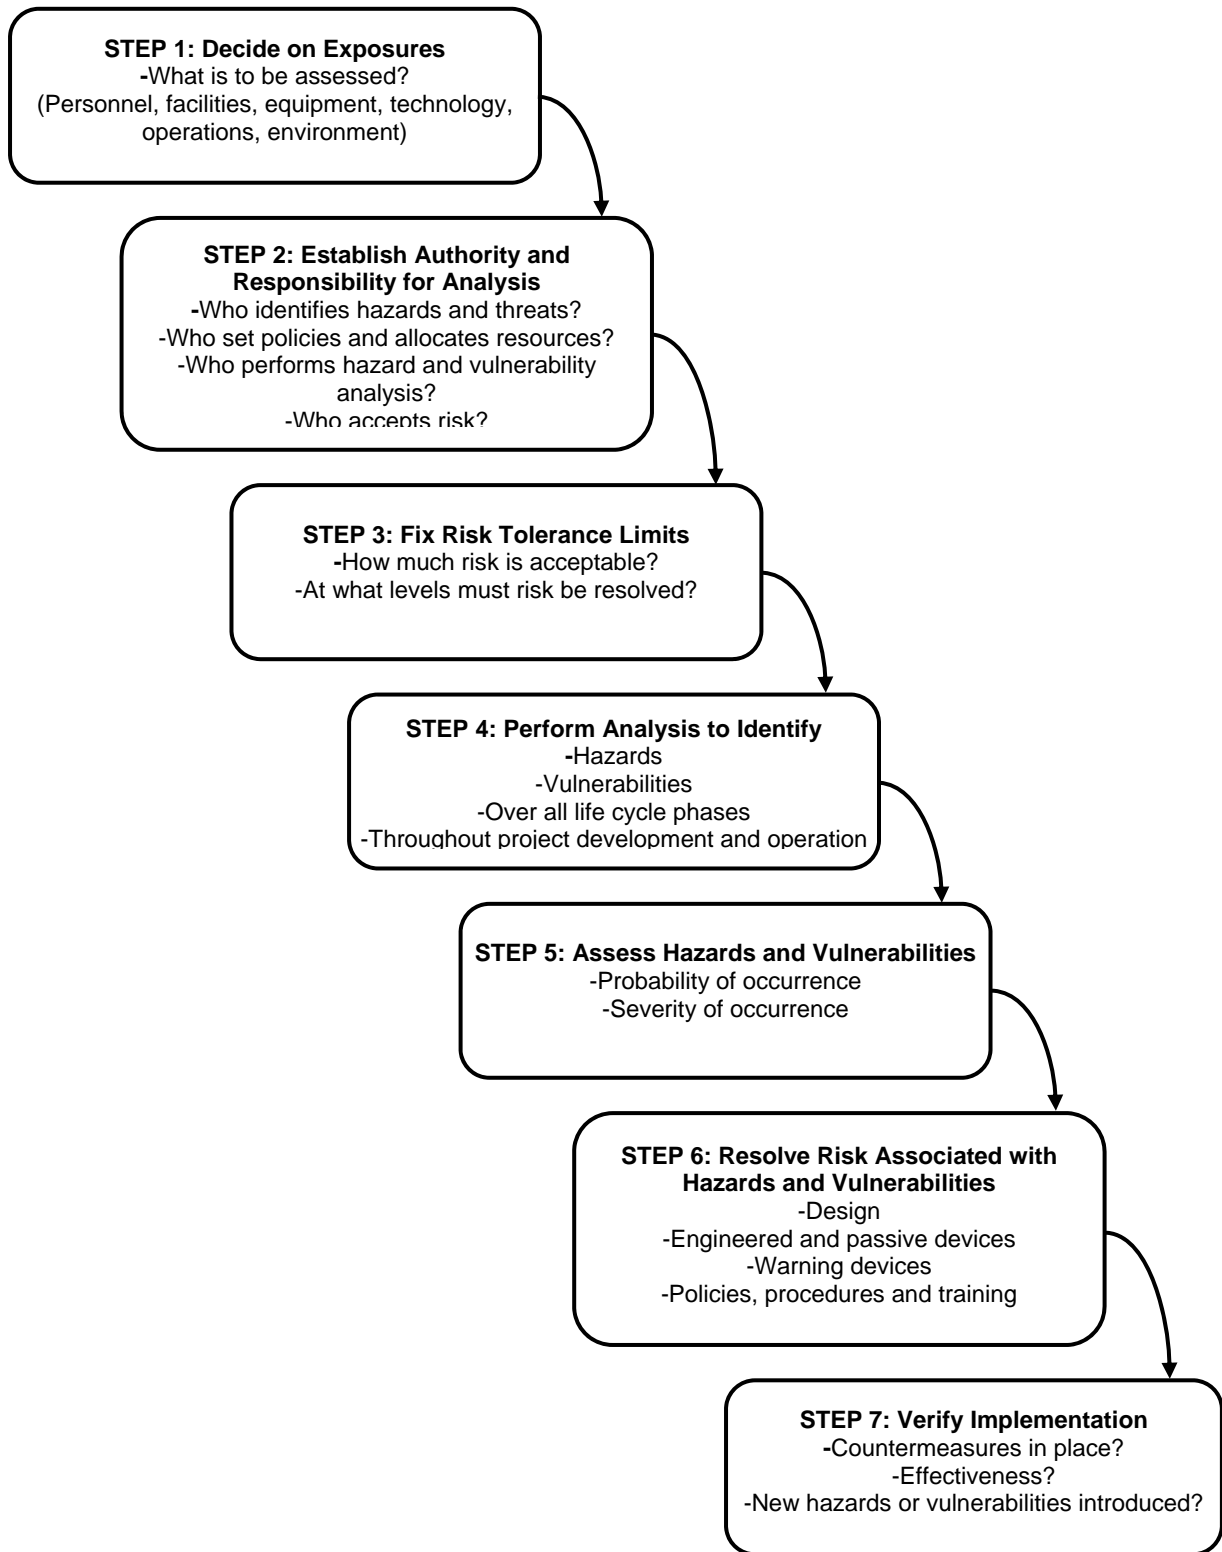 STEP 1: Decide on Exposures
-What is to be assessed?
(Personnel, facilities, equipment, technology,
operations, environment)
STEP 2: Establish Authority and
Responsibility for Analysis
-Who identifies hazards and threats?
-Who set policies and allocates resources?
-Who performs hazard and vulnerability
analysis?
-Who accepts risk?
STEP 3: Fix Risk Tolerance Limits
-How much risk is acceptable?
-At what levels must risk be resolved?
STEP 4: Perform Analysis to Identify
-Hazards
-Vulnerabilities
-Over all life cycle phases
-Throughout project development and operation
STEP 5: Assess Hazards and Vulnerabilities
-Probability of occurrence
-Severity of occurrence
STEP 6: Resolve Risk Associated with
Hazards and Vulnerabilities
-Design
-Engineered and passive devices
-Warning devices
-Policies, procedures and training
STEP 7: Verify Implementation
-Countermeasures in place?
-Effectiveness?
-New hazards or vulnerabilities introduced?